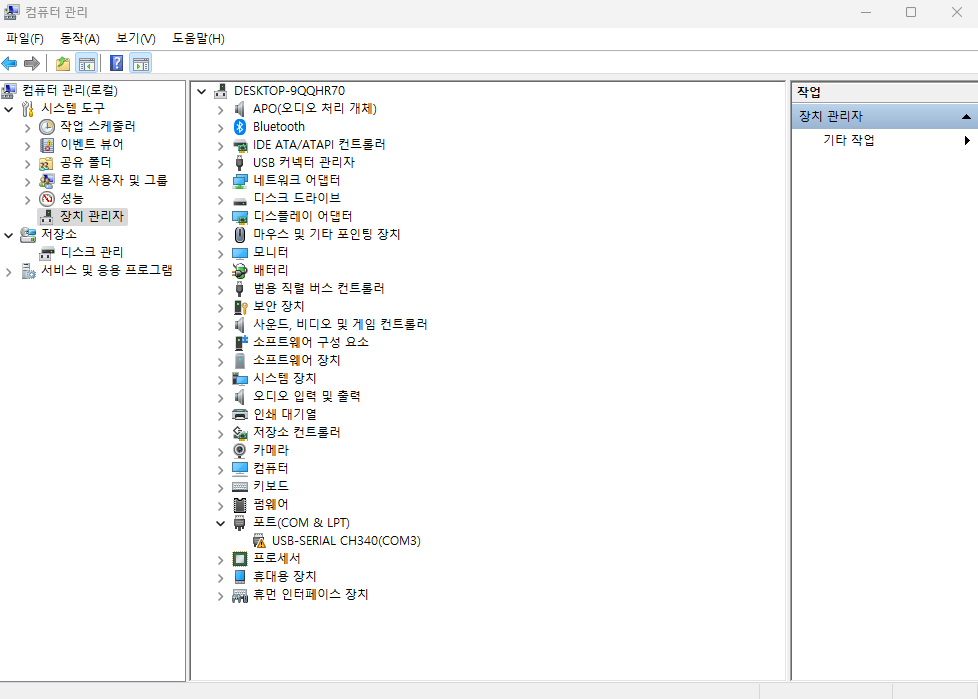 컴퓨터 관리
파일(F) 동작(A) 보기(V) 도움말(H)
컴퓨터 관리(로컬)
시스템 도구
작업 스케줄러
이벤트 뷰어
공유 폴더
로컬 사용자 및 그룹
성능
장치 관리자
저장소
디스크 관리
서비스 및 응용 프로그램
DESKTOP-9QQHR70
APO(오디오 처리 개체)
Bluetooth
IDE ATA/ATAPI 컨트롤러
USB 커넥터 관리자
네트워크 어댑터
디스크 드라이브
디스플레이 어댑터
마우스 및 기타 포인팅 장치
모니터
배터리
범용 직렬 버스 컨트롤러
보안 장치
사운드, 비디오 및 게임 컨트롤러
소프트웨어 구성 요소
소프트웨어 장치
시스템 장치
오디오 입력 및 출력
인쇄 대기열
저장소 컨트롤러
카메라
컴퓨터
키보드
펌웨어
포트(COM & LPT)
USB-SERIAL CH340(COM3)
프로세서
휴대용 장치
휴먼 인터페이스 장치
작업
장치 관리자
기타 작업